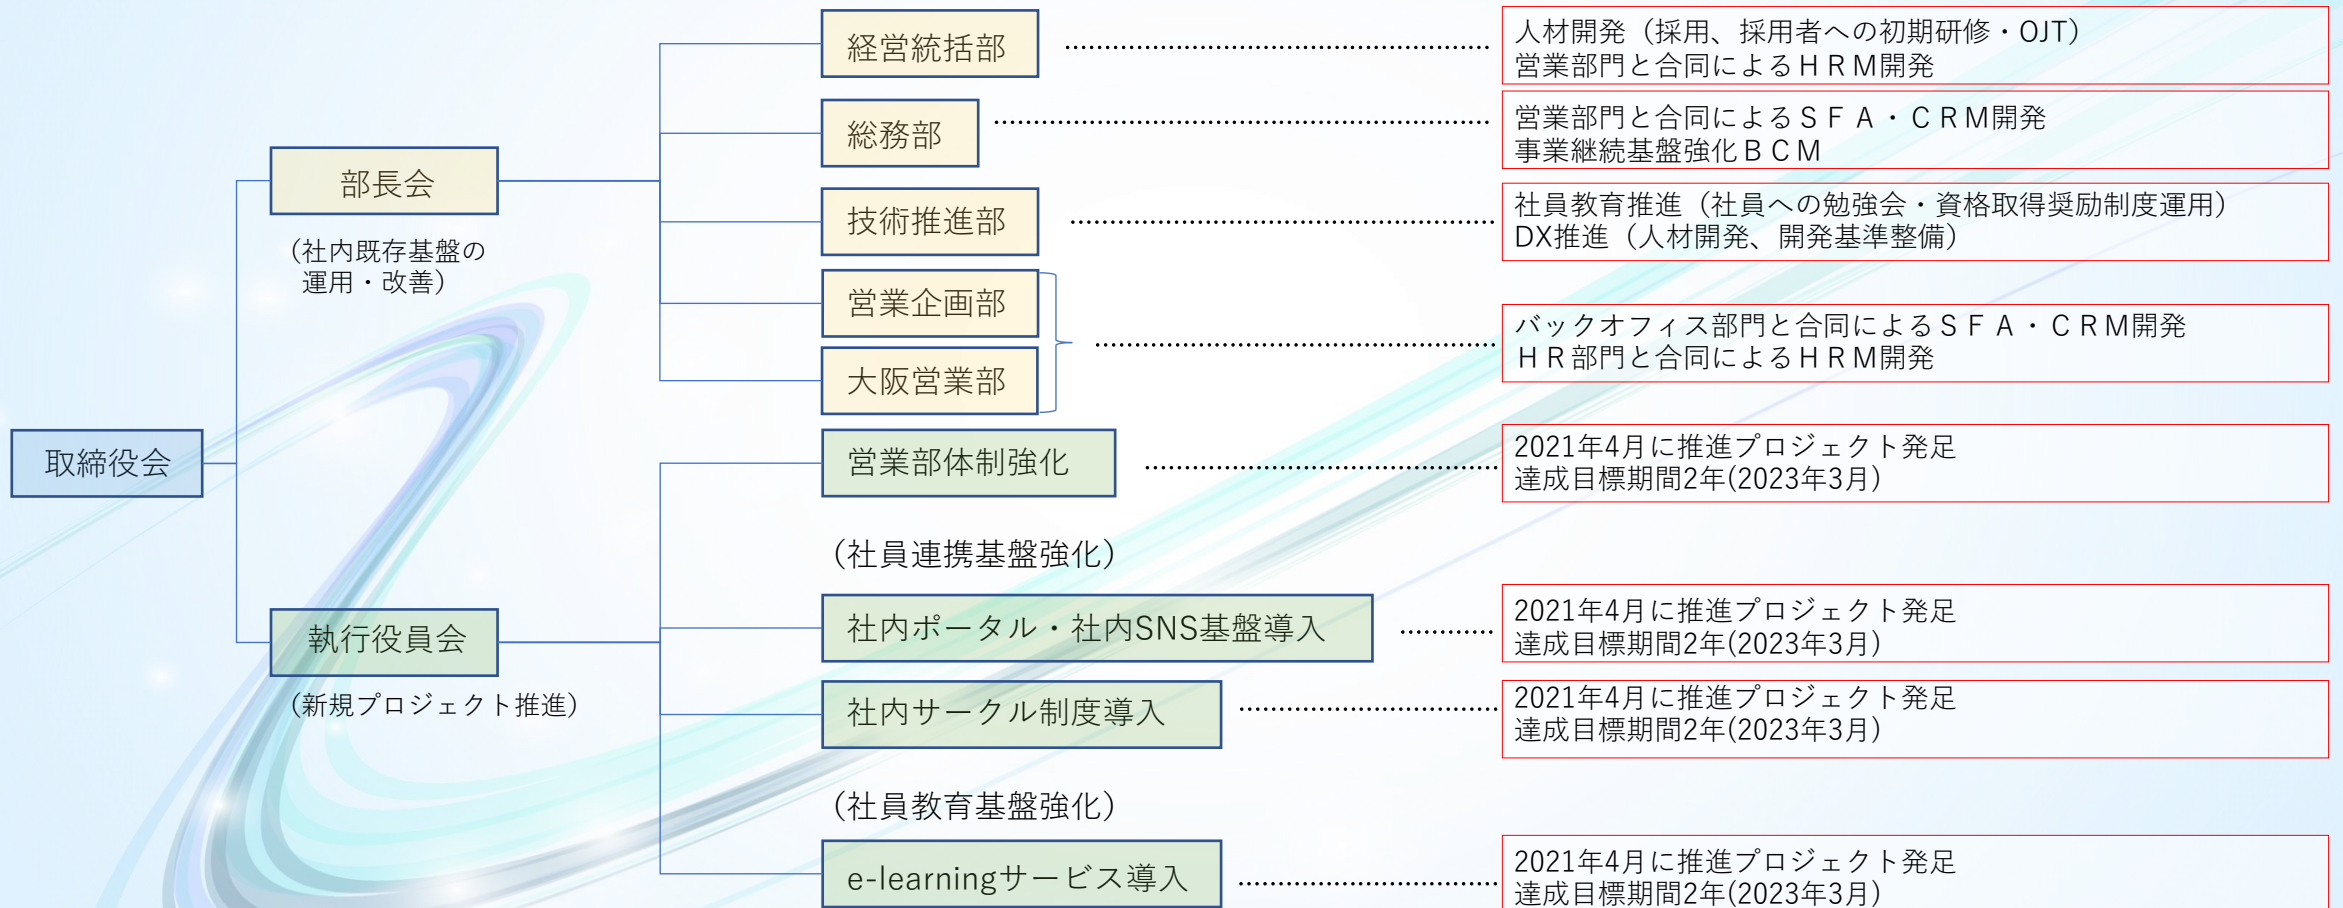 取締役会
部長会
（社内既存基盤の
運用・改善）
経営統括部
人材開発（採用、採用者への初期研修・OJT）
営業部門と合同によるＨＲＭ開発
総務部
営業部門と合同によるＳＦＡ・ＣＲＭ開発
事業継続基盤強化ＢＣＭ
技術推進部
社員教育推進（社員への勉強会・資格取得奨励制度運用）
DX推進（人材開発、開発基準整備）
営業企画部
大阪営業部
バックオフィス部門と合同によるＳＦＡ・ＣＲＭ開発
ＨＲ部門と合同によるＨＲＭ開発
執行役員会
（新規プロジェクト推進）
営業部体制強化
2021年4月に推進プロジェクト発足
達成目標期間2年(2023年3月)
（社員連携基盤強化）
社内ポータル・社内SNS基盤導入
2021年4月に推進プロジェクト発足
達成目標期間2年(2023年3月)
社内サークル制度導入
2021年4月に推進プロジェクト発足
達成目標期間2年(2023年3月)
（社員教育基盤強化）
e-learningサービス導入
2021年4月に推進プロジェクト発足
達成目標期間2年(2023年3月)